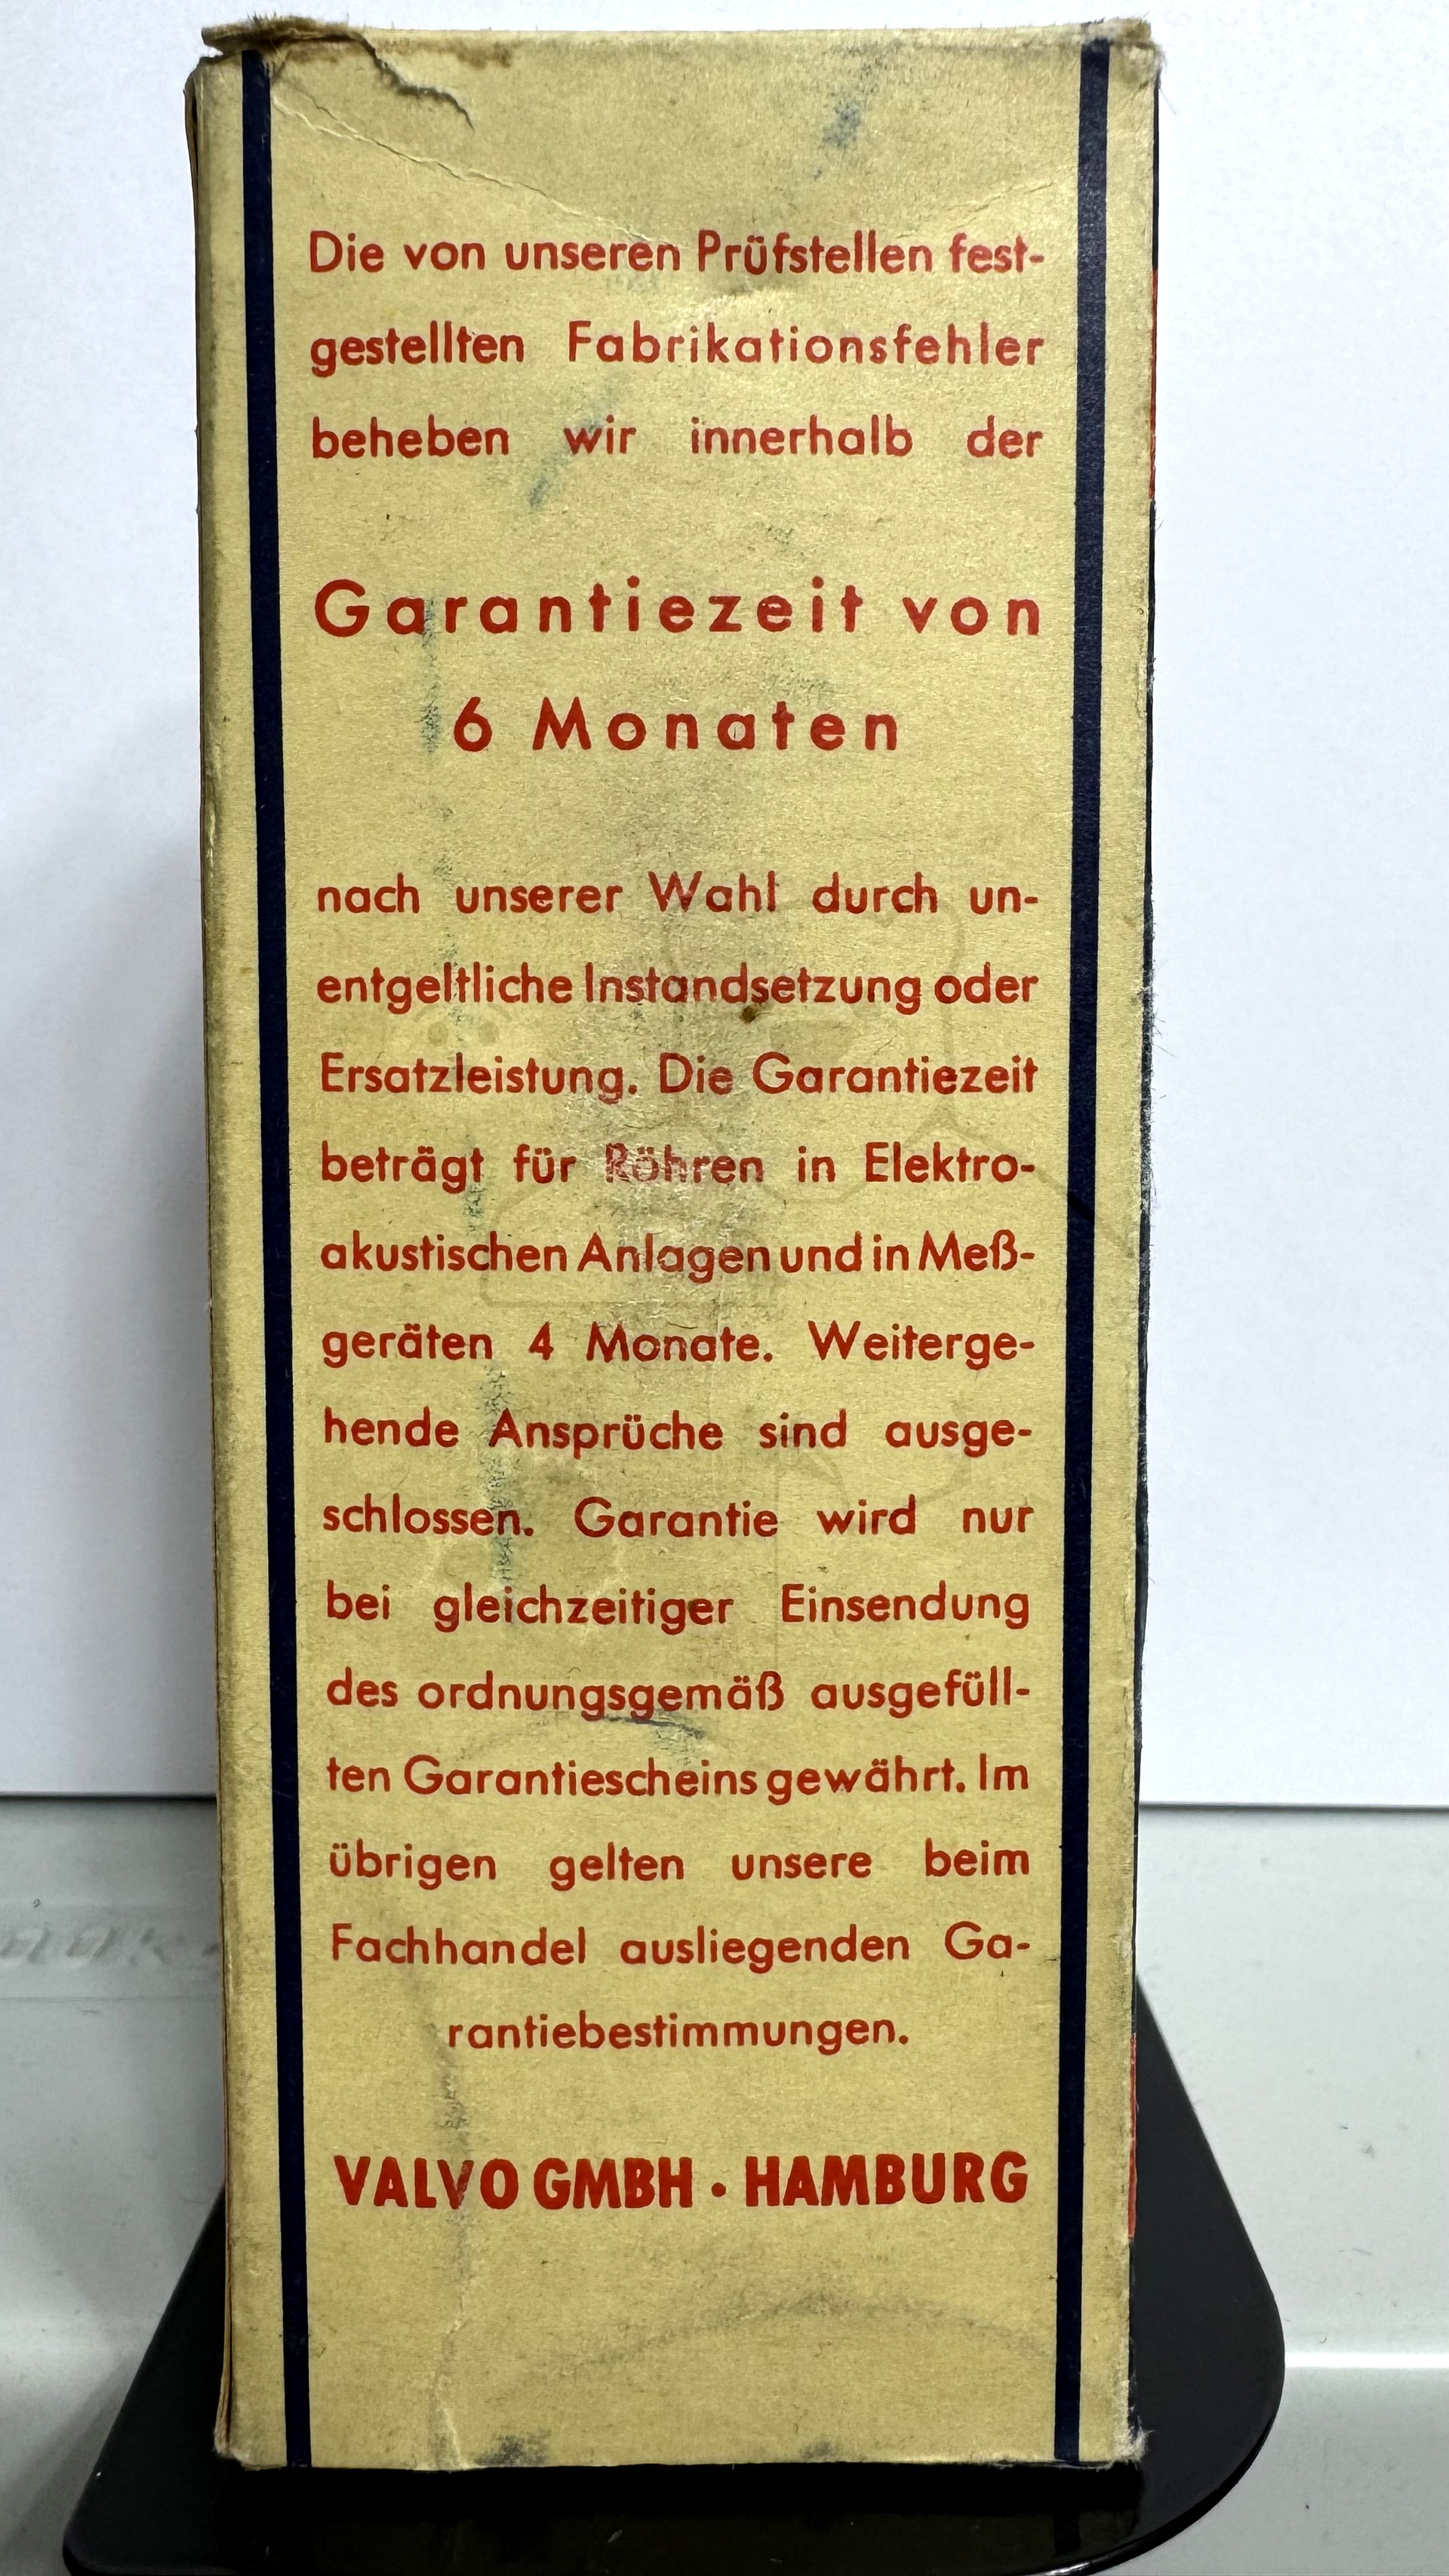 Die von unseren Prüfstellen fest-
gestellten Fabrikationsfehler
beheben wir innerhalb der
Garantiezeit von
6 Monaten
nach unserer Wahl durch un-
entgeltliche Instandsetzung oder
Ersatzleistung. Die Garantiezeit
beträgt für Röhren in Elektro-
akustischen Anlagen und in Meß-
geräten 4 Monate. Weiterge-
hende Ansprüche sind ausge-
schlossen. Garantie wird nur
bei gleichzeitiger Einsendung
des ordnungsgemäß ausgefüll-
ten Garantiescheins gewährt. Im
übrigen gelten unsere beim
Fachhandel ausliegenden Ga-
rantiebestimmungen.
VALVO GMBH · HAMBURG